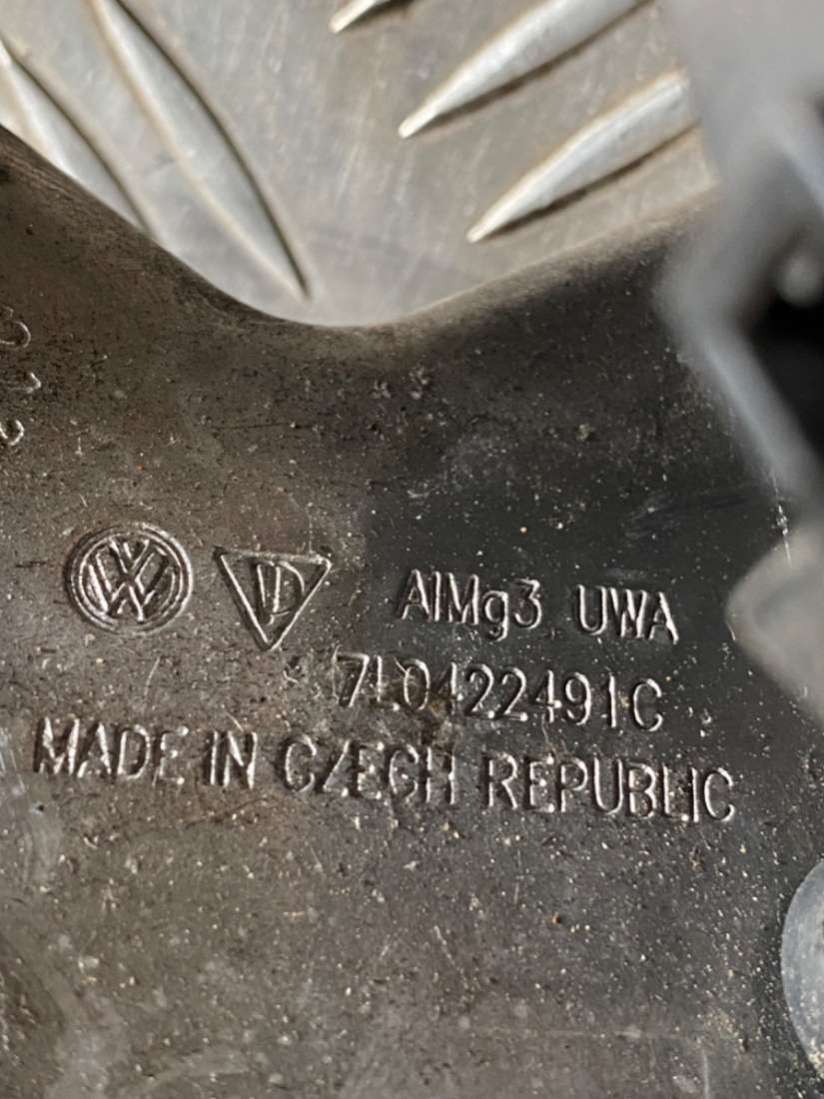 AlMg3 UWA
7L0422491C
MADE IN CZECH REPUBLIC